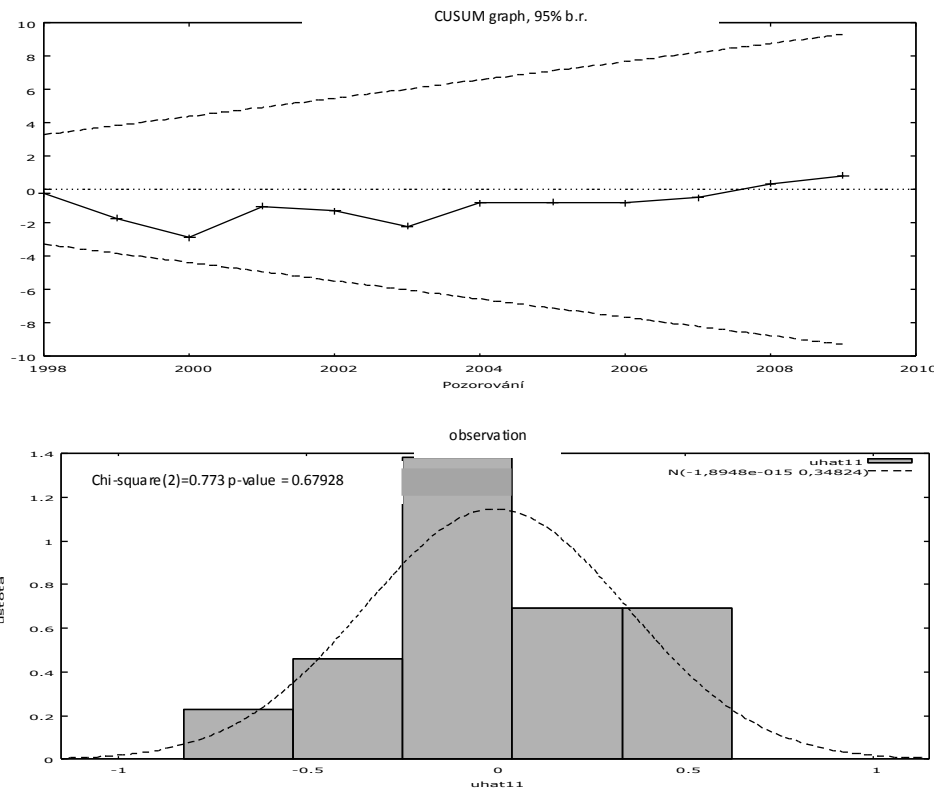 CUSUM graph, 95% b.r.
10
8
6
4
2
0
-2
-4
-6
-8
-10
1998 2000 2002 2004 2006 2008 2010
Pozorování
observation
1.4
1.2
1
0.8
0.6
0.4
0.2
0
Chi-square(2)=0.773 p-value = 0.67928
uhat11
N(-1,8948e-015 0,34824)
-1 -0.5 0 0.5 1
uhat11